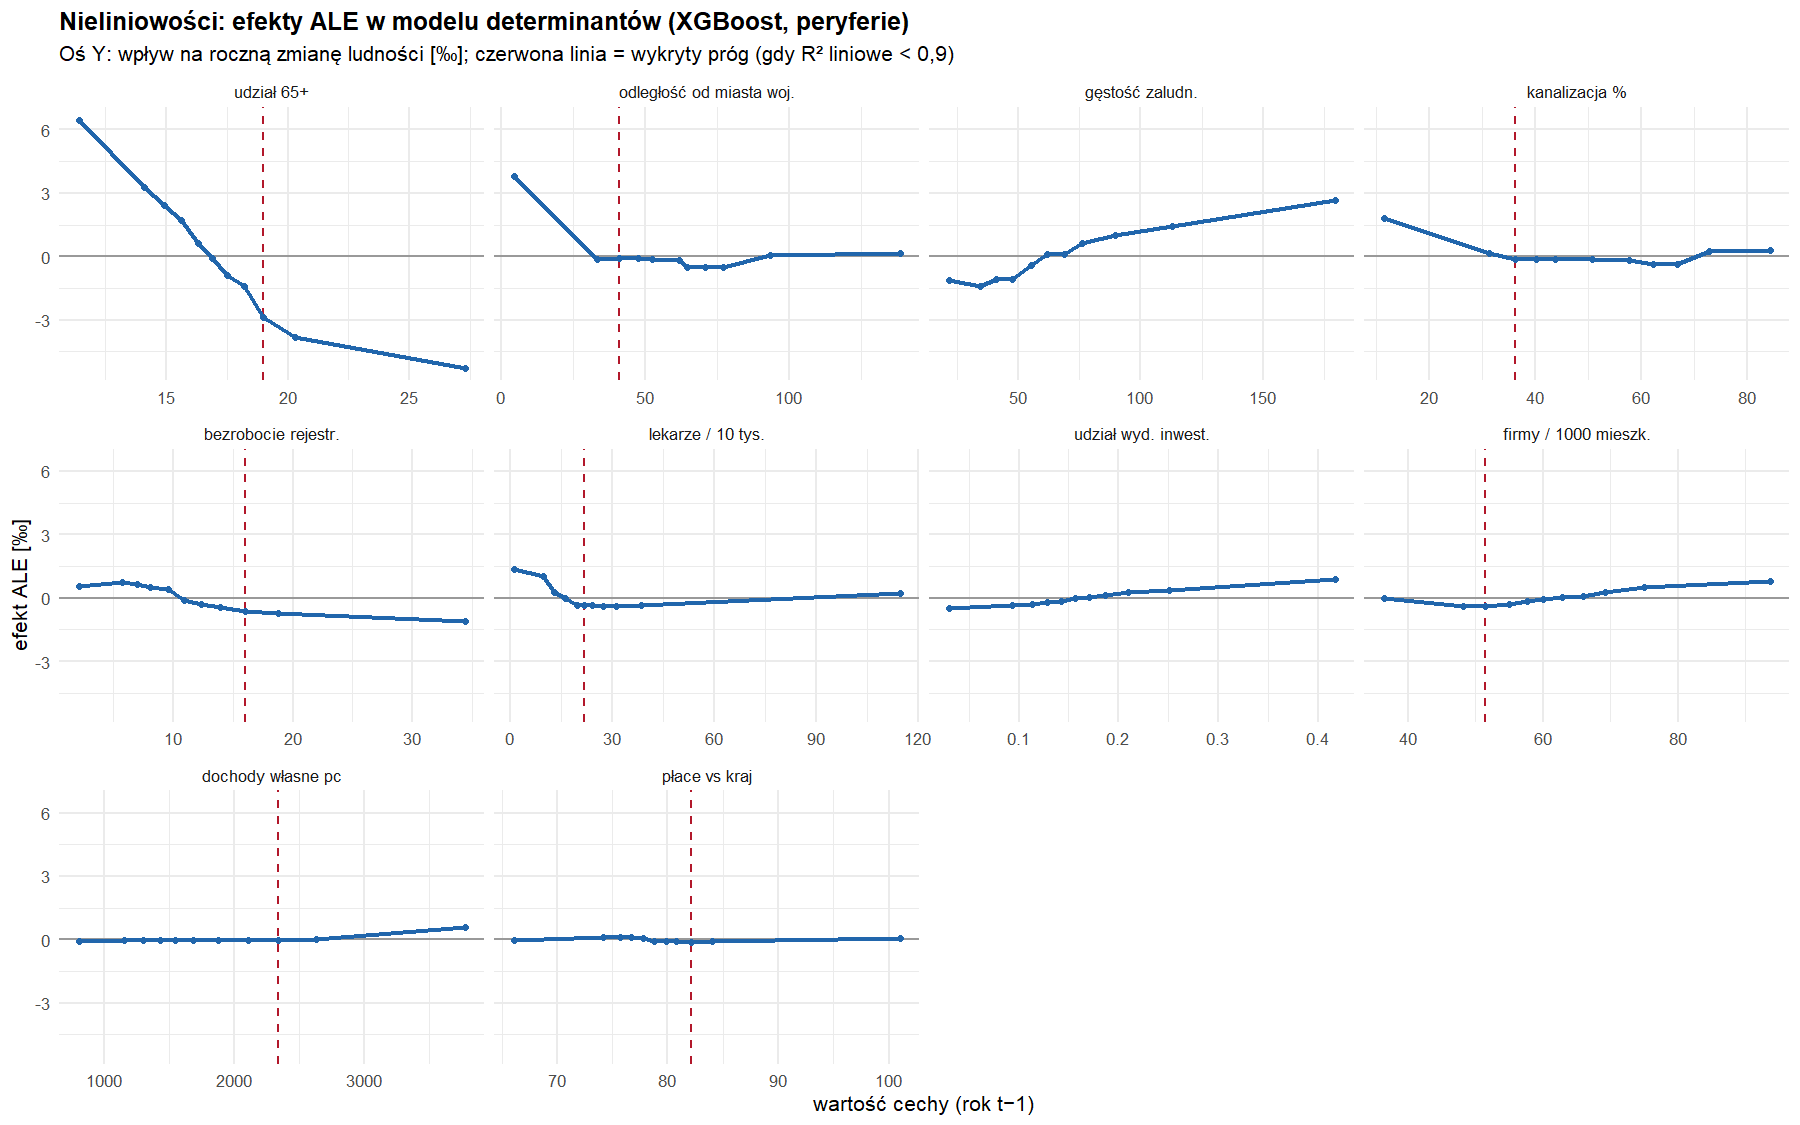 Nieliniowości: efekty ALE w modelu determinantów (XGBoost, peryferie)
Oś Y: wpływ na roczną zmianę ludności [‰]; czerwona linia = wykryty próg (gdy R² liniowe < 0,9)
udział 65+
odległość od miasta woj.
gęstość zaludn.
kanalizacja %
6
3
0
-3
15 20 25
0 50 100
50 100 150
20 40 60 80
bezrobocie rejestr.
lekarze / 10 tys.
udział wyd. inwest.
firmy / 1000 mieszk.
6
3
0
-3
efekt ALE [‰]
10 20 30
0 30 60 90 120
0.1 0.2 0.3 0.4
40 60 80
dochody własne pc
płace vs kraj
6
3
0
-3
1000 2000 3000
70 80 90 100
wartość cechy (rok t−1)